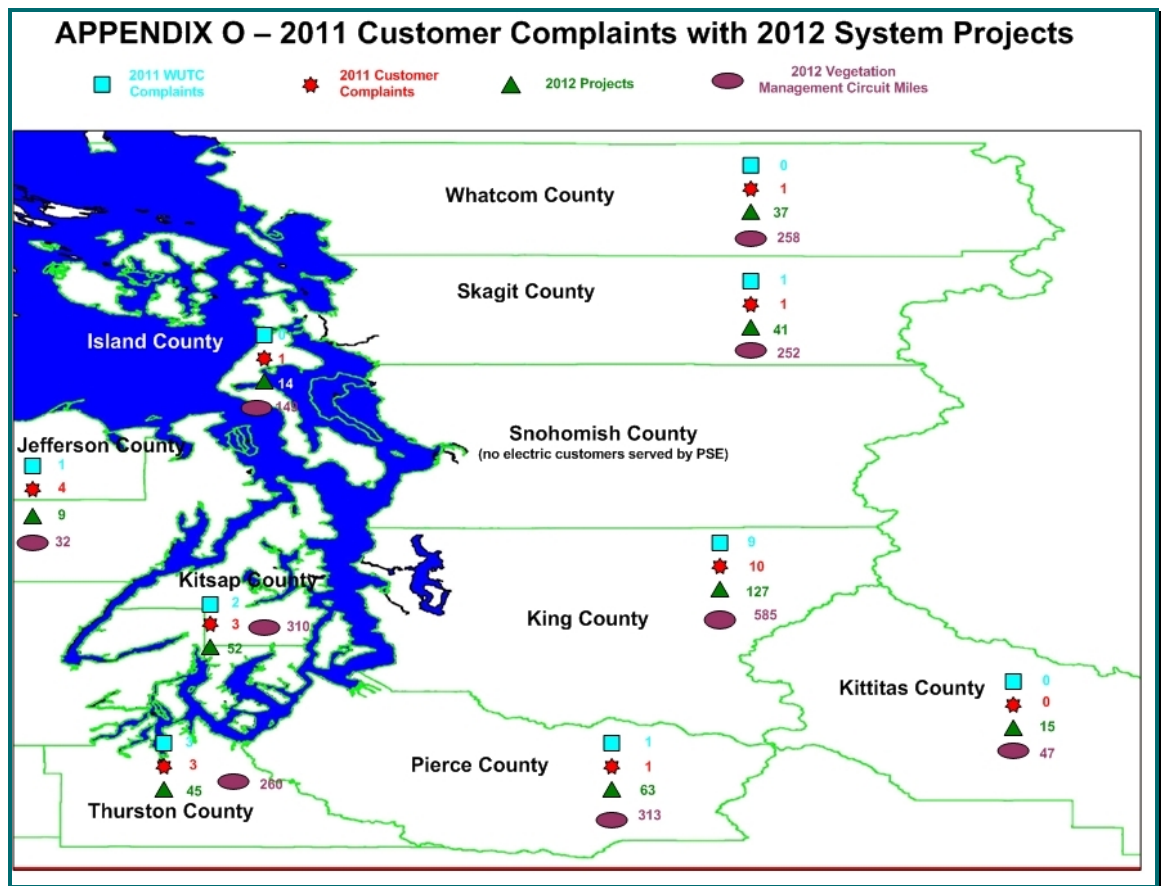 APPENDIX O – 2011 Customer Complaints with 2012 System Projects
2011 WUTC
Complaints
2011 Customer
Complaints
2012 Projects
2012 Vegetation
Management Circuit Miles
Whatcom County
0
1
37
258
Skagit County
1
1
41
252
Island County
0
1
14
Snohomish County
(no electric customers served by PSE)
Jefferson County
1
4
9
32
Kitsap County
2
3
52
310
King County
9
10
127
585
Kittitas County
0
0
15
47
Pierce County
1
1
63
313
Thurston County
3
3
45
260